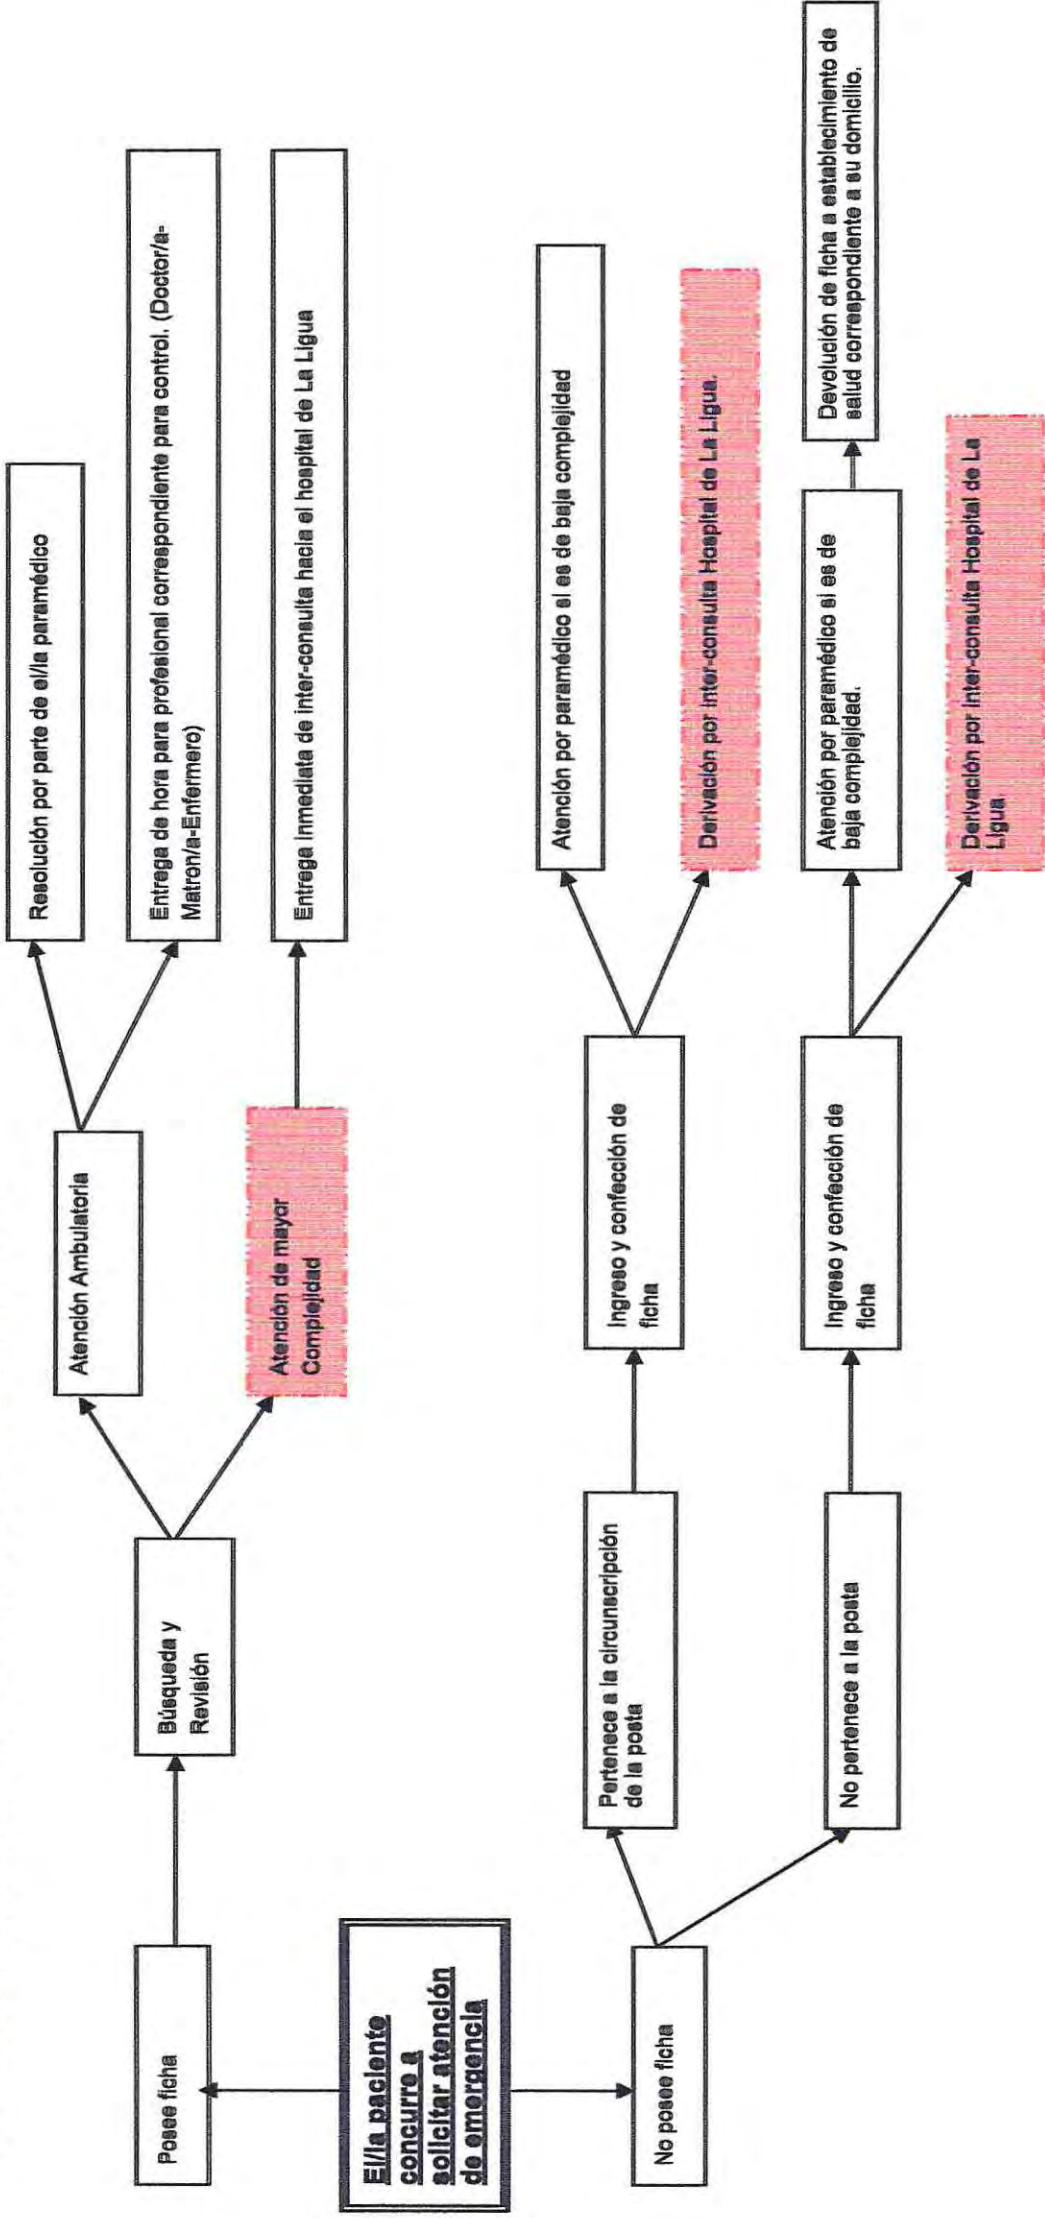 Posee ficha
Búsqueda y
Revisión
Atención Ambulatoria
Resolución por parte de el/la paramédico
Entrega de hora para profesional correspondiente para control. (Doctor/a-
Matron/a-Enfermero)
Atención de mayor
Complejidad
Entrega inmediata de inter-consulta hacia el hospital de La Ligua
El/la paciente
concurre a
solicitar atención
de emergencia
No posee ficha
Pertenece a la circunscripción
de la posta
Ingreso y confección de
ficha
Atención por paramédico si es de baja complejidad
Derivación por inter-consulta Hospital de La Ligua.
No pertenece a la posta
Ingreso y confección de
ficha
Atención por paramédico si es de
baja complejidad.
Devolución de ficha a establecimiento de
salud correspondiente a su domicilio.
Derivación por inter-consulta Hospital de La
Ligua.